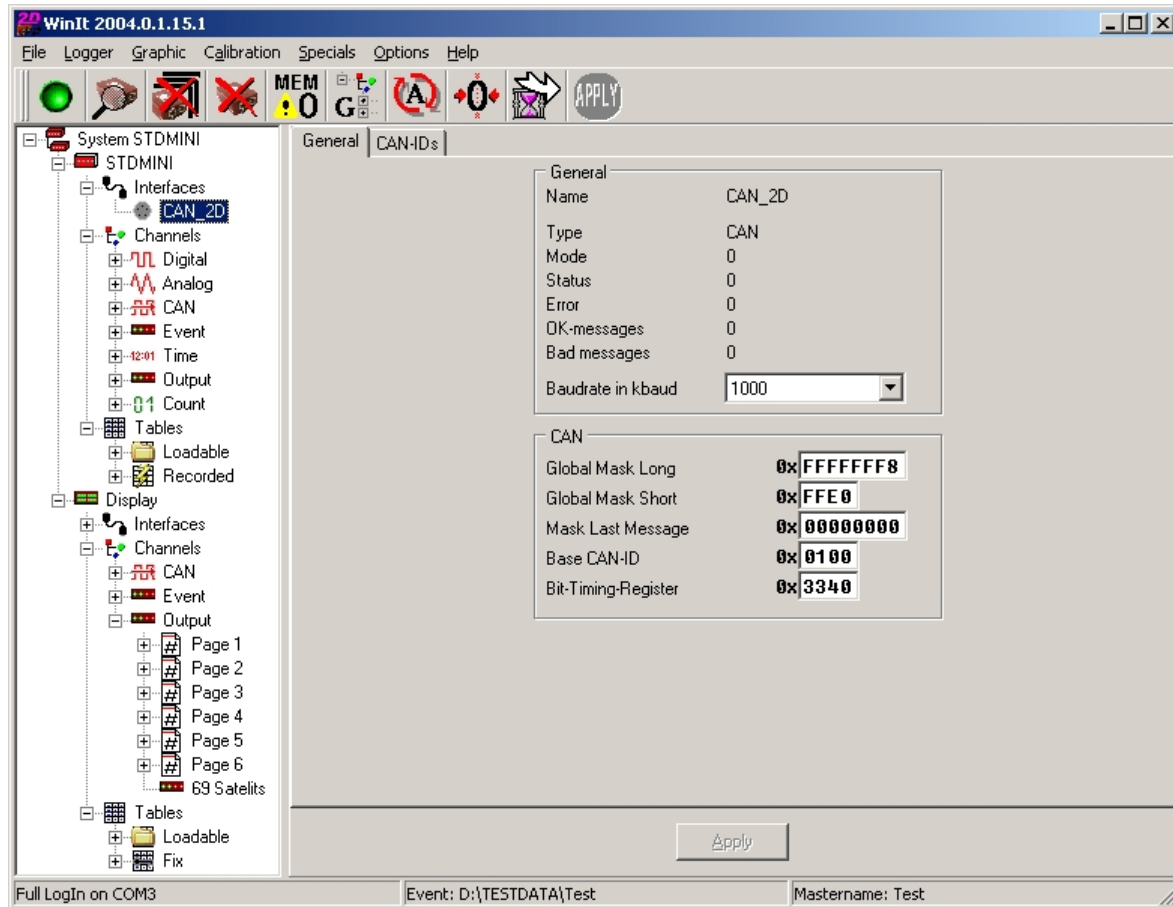 WinIt 2004.0.1.15.1
File Logger Graphic Calibration Specials Options Help
MEM 0 G A 0 APPLY
System STDMINI
STDMINI
Interfaces
CAN_2D
Channels
Digital
Analog
CAN
Event
12:01 Time
Output
01 Count
Tables
Loadable
Recorded
Display
Interfaces
Channels
CAN
Event
Output
# Page 1
# Page 2
# Page 3
# Page 4
# Page 5
# Page 6
69 Satelits
Tables
Loadable
Fix
General CAN-IDs
General
Name CAN_2D
Type CAN
Mode 0
Status 0
Error 0
OK-messages 0
Bad messages 0
Baudrate in kbaud 1000
CAN
Global Mask Long 0x FFFFFFF8
Global Mask Short 0x FFE0
Mask Last Message 0x 00000000
Base CAN-ID 0x 0100
Bit-Timing-Register 0x 3340
Apply
Full LogIn on COM3 Event: D:\TESTDATA\Test Mastername: Test